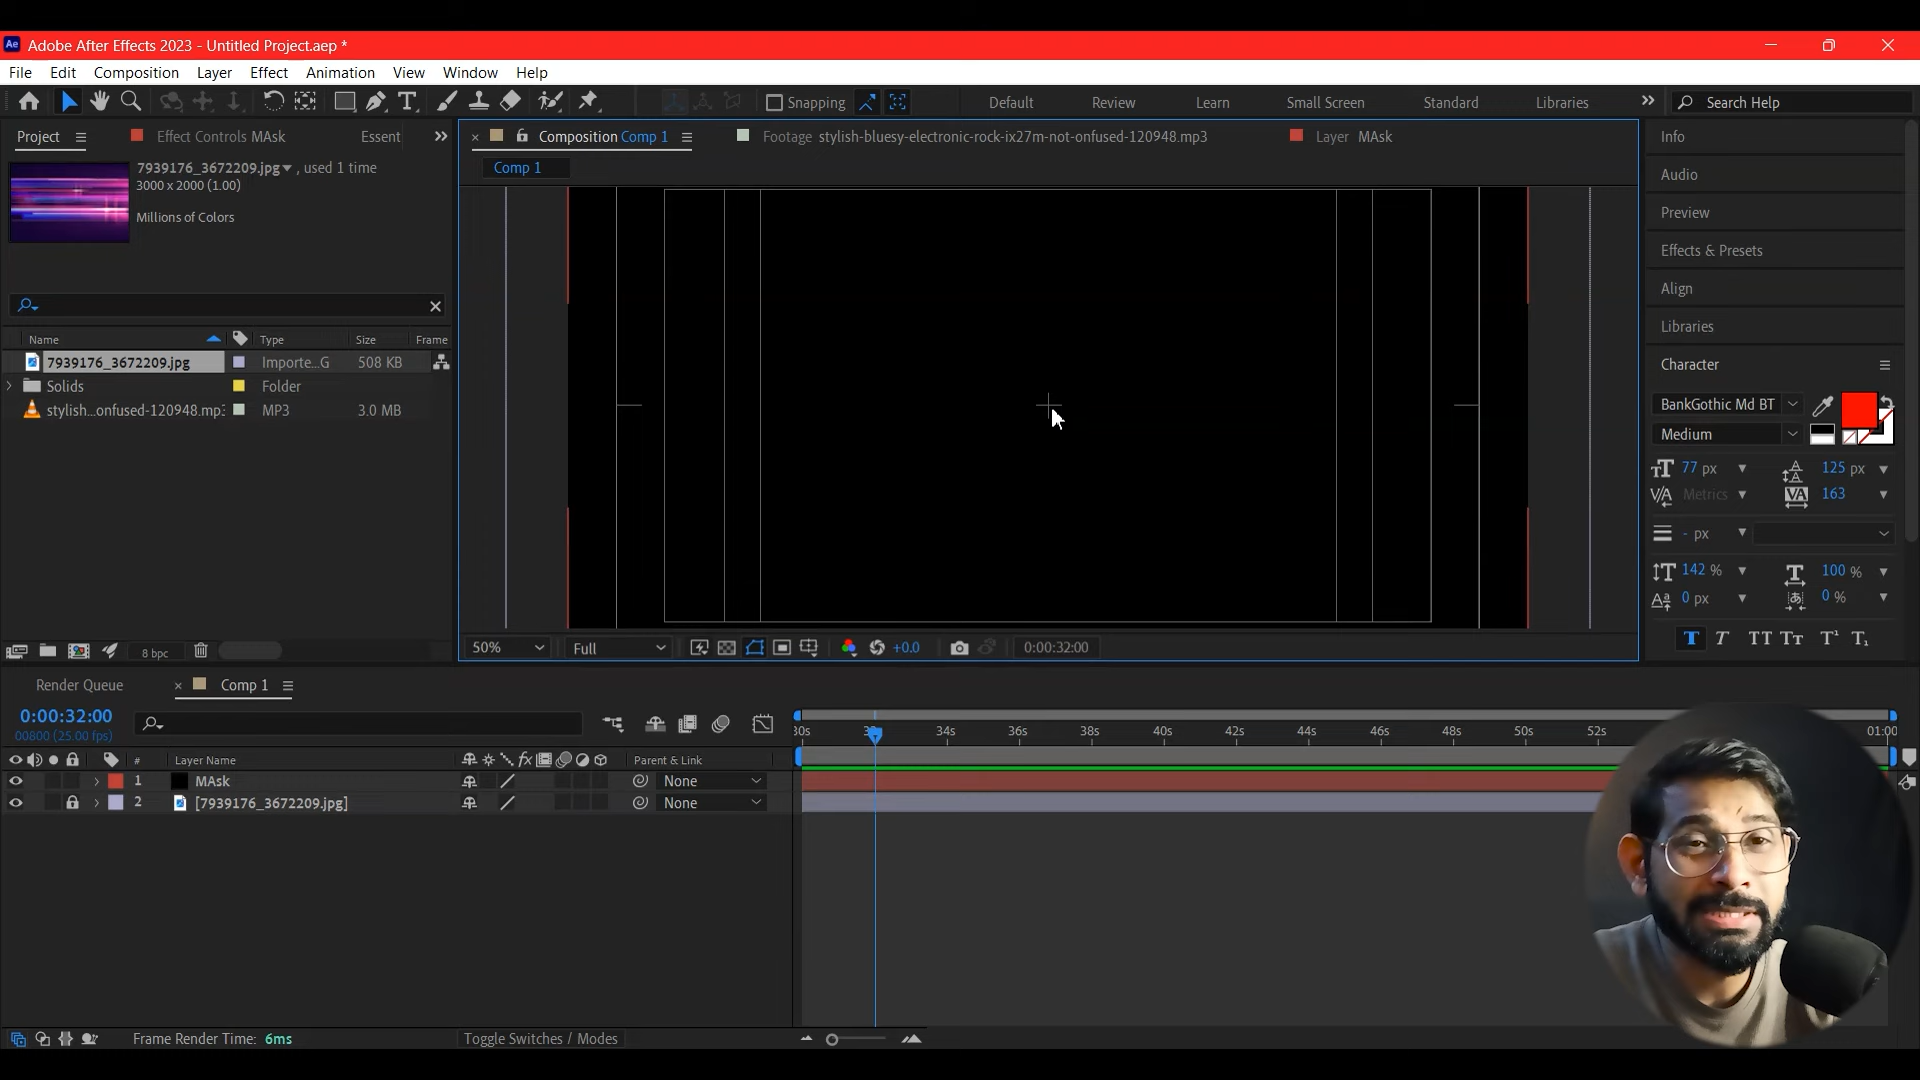 Ae Adobe After Effects 2023 - Untitled Project.aep *
File Edit Composition Layer Effect Animation View Window Help
Snapping Default Review Learn Small Screen Standard Libraries Search Help
Project Effect Controls MAsk Essent
Composition Comp 1 Footage stylish-bluesy-electronic-rock-ix27m-not-onfused-120948.mp3 Layer MAsk
Comp 1
7939176_3672209.jpg , used 1 time
3000 x 2000 (1.00)
Millions of Colors
Name Type Size Frame
7939176_3672209.jpg Importe...G 508 KB
Solids Folder
stylish...onfused-120948.mp3 MP3 3.0 MB
8 bpc
50% Full +0.0 0:00:32:00
Info
Audio
Preview
Effects & Presets
Align
Libraries
Character
BankGothic Md BT
Medium
77 px 125 px
Metrics 163
- px
142 % 100 %
0 px 0 %
T T TT Tt T¹ T₁
Render Queue Comp 1
0:00:32:00
00800 (25.00 fps)
# Layer Name Parent & Link
1 MAsk None
2 [7939176_3672209.jpg] None
34s 36s 38s 40s 42s 44s 46s 48s 50s 52s 01:00
Frame Render Time: 6ms Toggle Switches / Modes